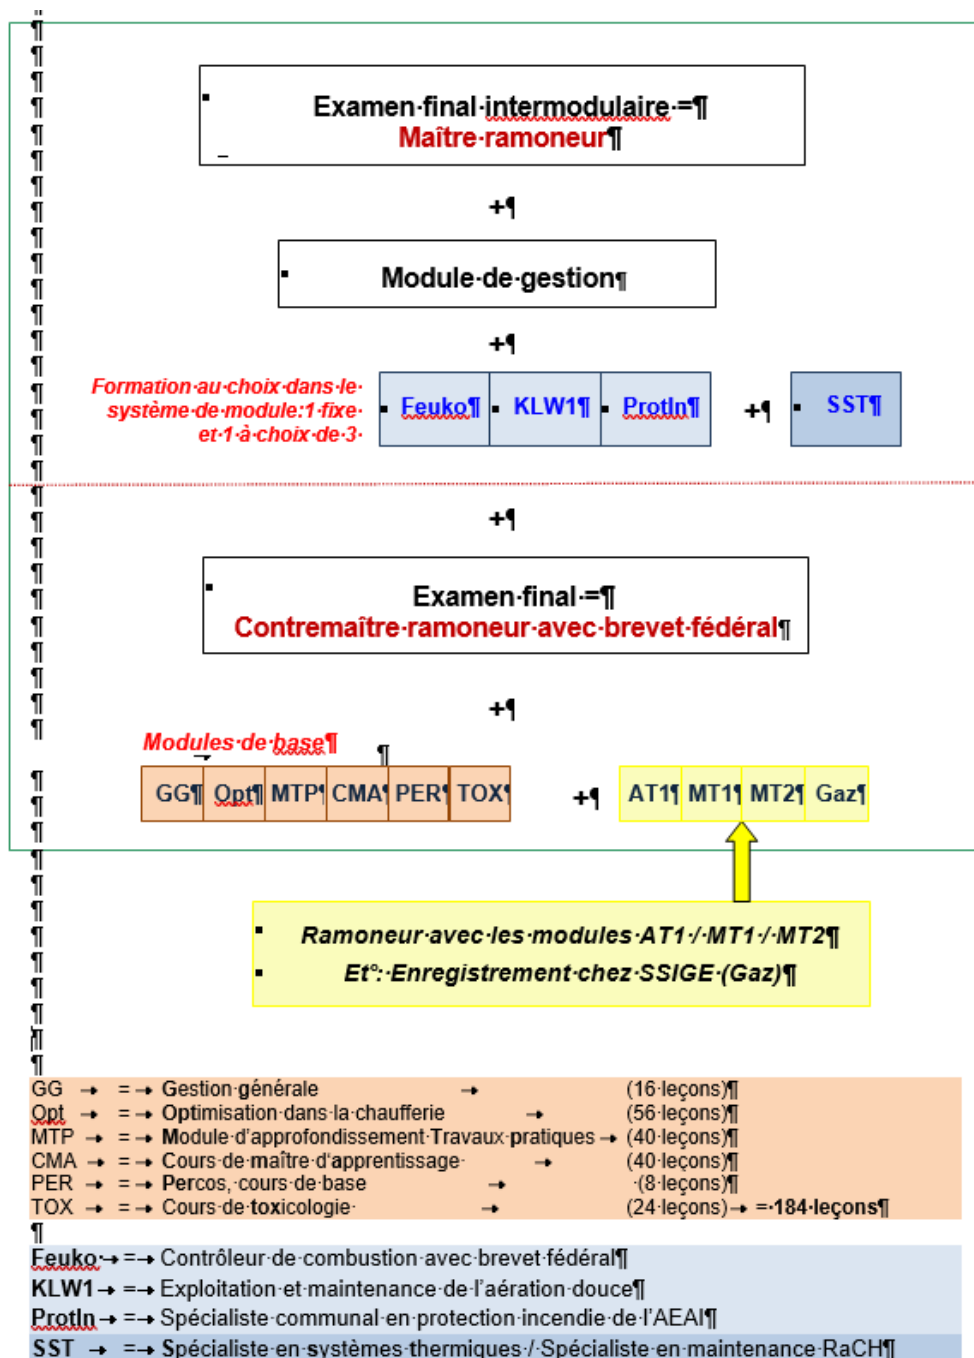 Examen final intermodulaire =
Maître ramoneur
+
Module de gestion
+
Formation au choix dans le
système de module:1 fixe
et 1 à choix de 3
Feuko KLW1 ProtIn + SST
+
Examen final =
Contremaître ramoneur avec brevet fédéral
+
Modules de base
GG Opt MTP CMA PER TOX + AT1 MT1 MT2 Gaz
Ramoneur avec les modules AT1 / MT1 / MT2
Et°: Enregistrement chez SSIGE (Gaz)
GG = Gestion générale (16 leçons)
Opt = Optimisation dans la chaufferie (56 leçons)
MTP = Module d'approfondissement Travaux pratiques (40 leçons)
CMA = Cours de maître d'apprentissage (40 leçons)
PER = Percos, cours de base (8 leçons)
TOX = Cours de toxicologie (24 leçons) = 184 leçons
Feuko = Contrôleur de combustion avec brevet fédéral
KLW1 = Exploitation et maintenance de l'aération douce
ProtIn = Spécialiste communal en protection incendie de l'AEAI
SST = Spécialiste en systèmes thermiques / Spécialiste en maintenance RaCH